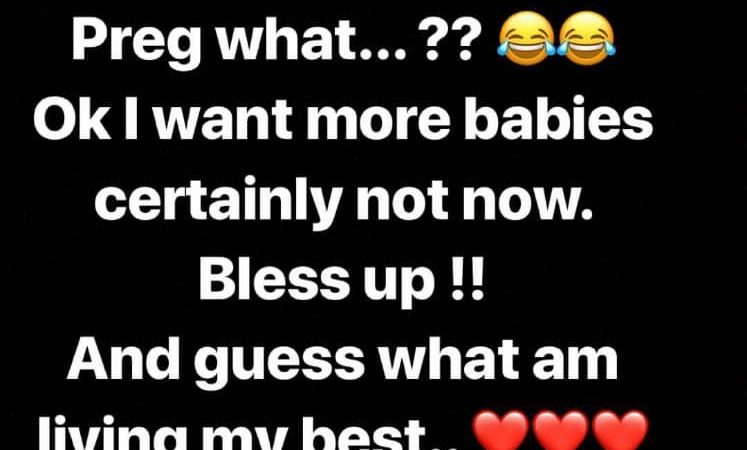 Preg what... ?? 😂😂
Ok I want more babies
certainly not now.
Bless up !!
And guess what am
living my best.. ❤️❤️❤️